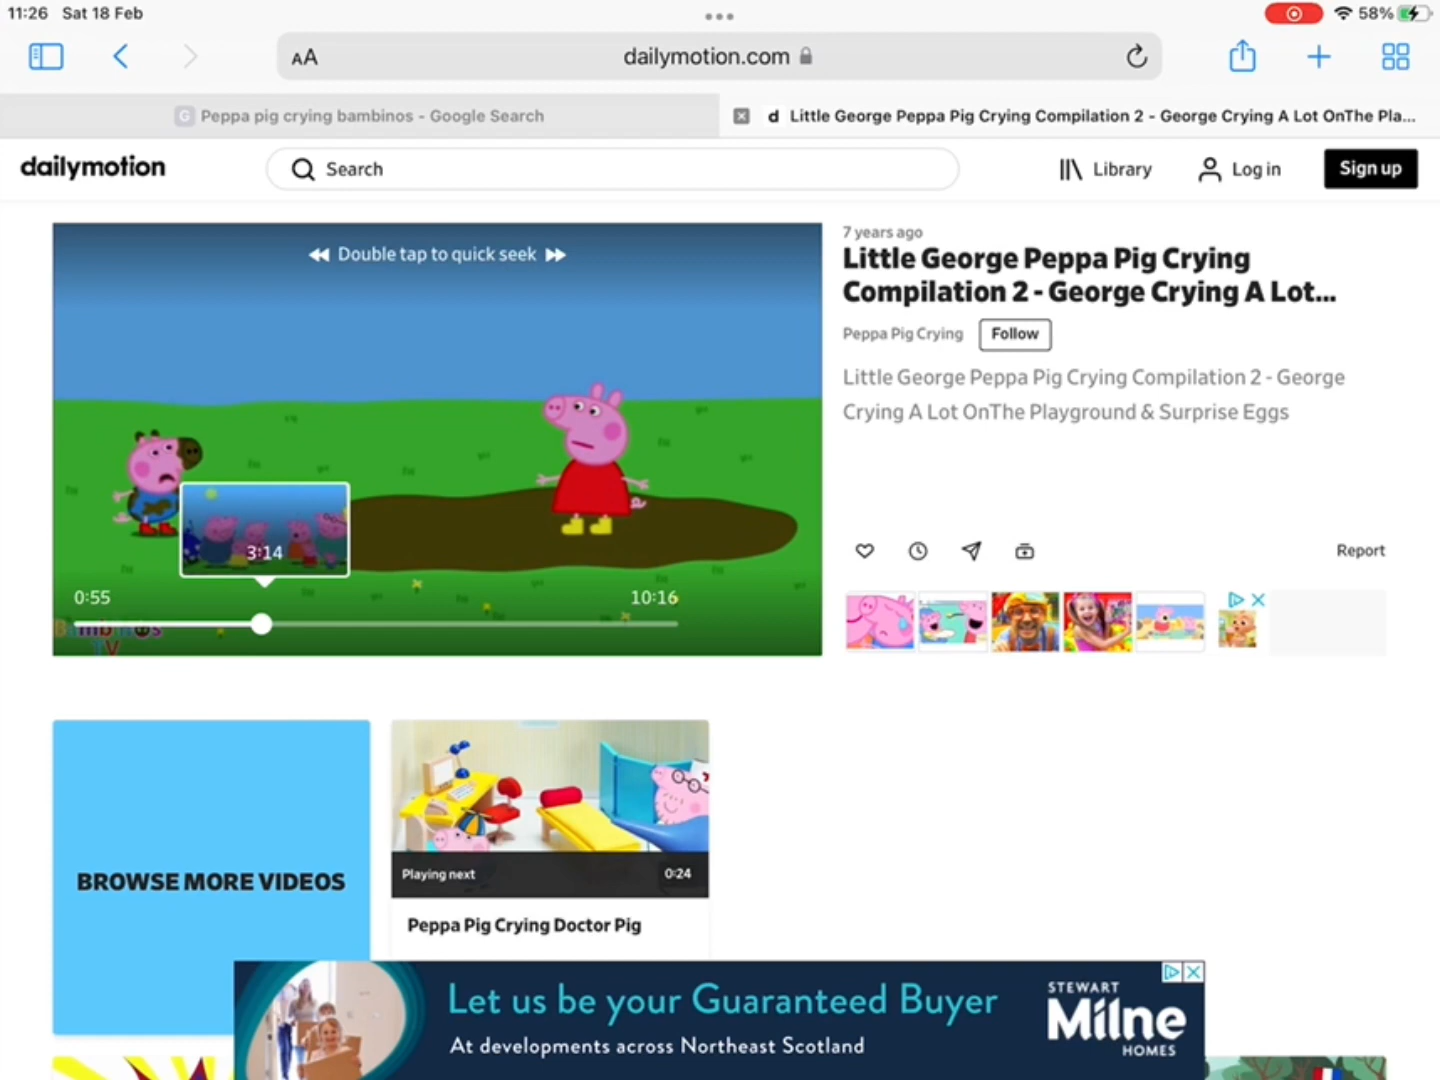 11:26 Sat 18 Feb
58%
AA
dailymotion.com
G Peppa pig crying bambinos - Google Search
d Little George Peppa Pig Crying Compilation 2 - George Crying A Lot OnThe Pla...
dailymotion
Search
Library
Log in
Sign up
Double tap to quick seek
3:14
0:55
10:16
Bambinos
TV
7 years ago
Little George Peppa Pig Crying
Compilation 2 - George Crying A Lot...
Peppa Pig Crying
Follow
Little George Peppa Pig Crying Compilation 2 - George
Crying A Lot OnThe Playground & Surprise Eggs
Report
BROWSE MORE VIDEOS
Playing next
0:24
Peppa Pig Crying Doctor Pig
Let us be your Guaranteed Buyer
At developments across Northeast Scotland
STEWART
Milne
HOMES